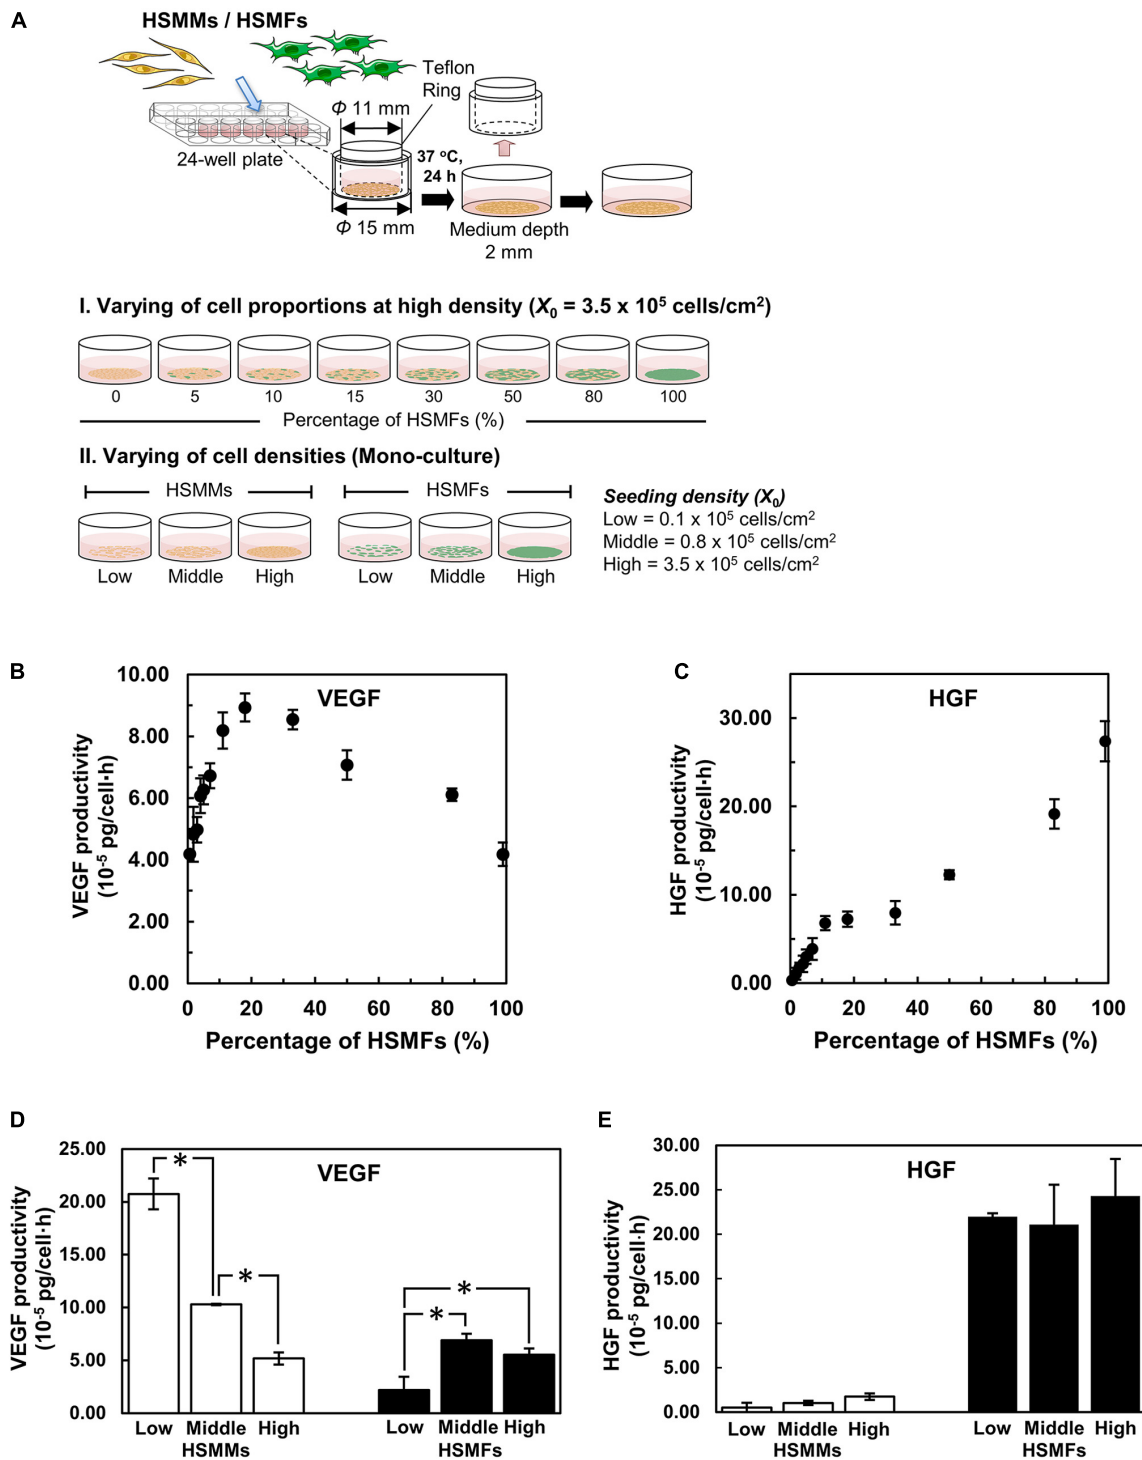 A
HSMMs / HSMFs
Teflon
Ring
Φ 11 mm
24-well plate
37 ºC,
24 h
Φ 15 mm
Medium depth
2 mm
I. Varying of cell proportions at high density (X₀ = 3.5 x 10⁵ cells/cm²)
0 5 10 15 30 50 80 100
Percentage of HSMFs (%)
II. Varying of cell densities (Mono-culture)
HSMMs HSMFs
Low Middle High Low Middle High
Seeding density (X₀)
Low = 0.1 x 10⁵ cells/cm²
Middle = 0.8 x 10⁵ cells/cm²
High = 3.5 x 10⁵ cells/cm²
B
VEGF
VEGF productivity
(10⁻⁵ pg/cell·h)
10.00
8.00
6.00
4.00
2.00
0.00
0 20 40 60 80 100
Percentage of HSMFs (%)
C
HGF
HGF productivity
(10⁻⁵ pg/cell·h)
30.00
20.00
10.00
0.00
0 20 40 60 80 100
Percentage of HSMFs (%)
D
VEGF
VEGF productivity
(10⁻⁵ pg/cell·h)
25.00
20.00
15.00
10.00
5.00
0.00
*
*
*
*
Low Middle High Low Middle High
HSMMs HSMFs
E
HGF
HGF productivity
(10⁻⁵ pg/cell·h)
30.00
25.00
20.00
15.00
10.00
5.00
0.00
Low Middle High Low Middle High
HSMMs HSMFs